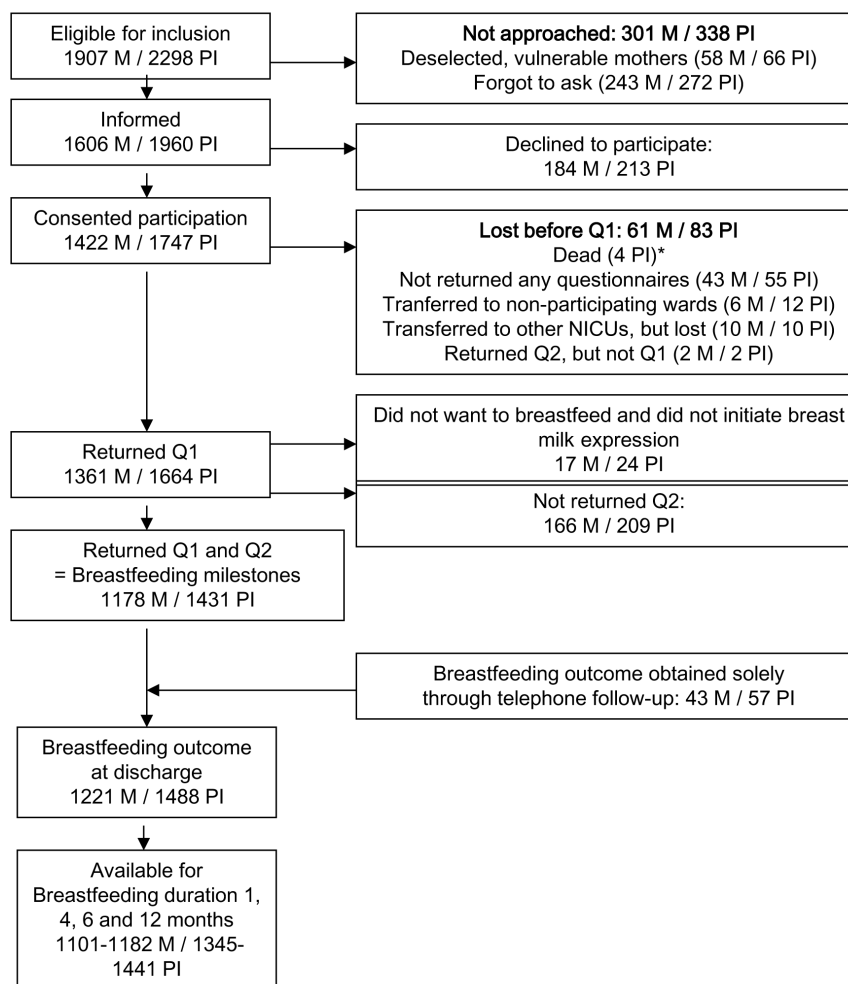 Eligible for inclusion
1907 M / 2298 PI
Not approached: 301 M / 338 PI
Deselected, vulnerable mothers (58 M / 66 PI)
Forgot to ask (243 M / 272 PI)
Informed
1606 M / 1960 PI
Declined to participate:
184 M / 213 PI
Consented participation
1422 M / 1747 PI
Lost before Q1: 61 M / 83 PI
Dead (4 PI)*
Not returned any questionnaires (43 M / 55 PI)
Tranferred to non-participating wards (6 M / 12 PI)
Transferred to other NICUs, but lost (10 M / 10 PI)
Returned Q2, but not Q1 (2 M / 2 PI)
Returned Q1
1361 M / 1664 PI
Did not want to breastfeed and did not initiate breast
milk expression
17 M / 24 PI
Not returned Q2:
166 M / 209 PI
Returned Q1 and Q2
= Breastfeeding milestones
1178 M / 1431 PI
Breastfeeding outcome obtained solely
through telephone follow-up: 43 M / 57 PI
Breastfeeding outcome
at discharge
1221 M / 1488 PI
Available for
Breastfeeding duration 1,
4, 6 and 12 months
1101-1182 M / 1345-
1441 PI